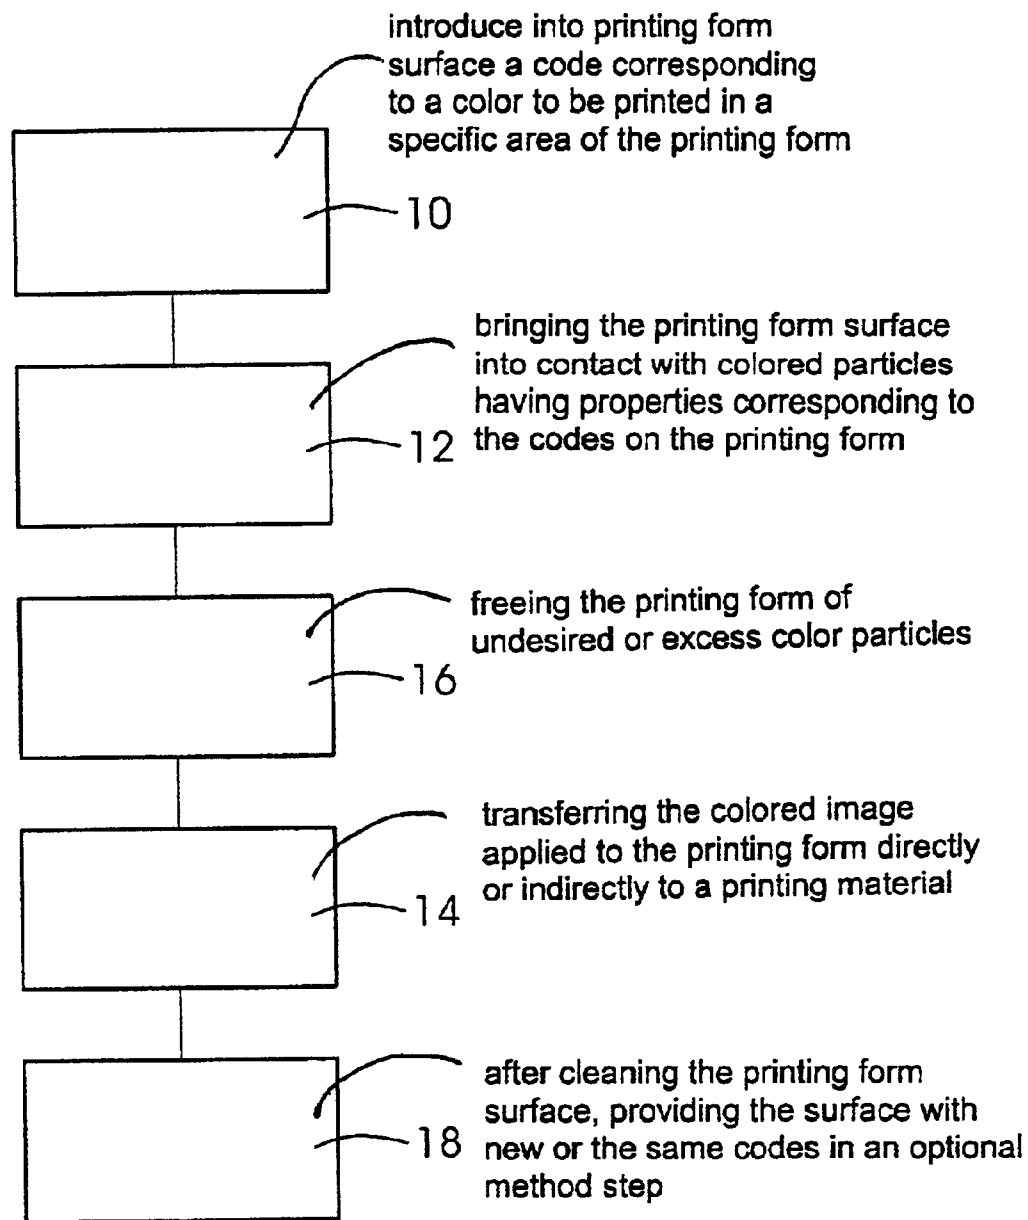 introduce into printing form
surface a code corresponding
to a color to be printed in a
specific area of the printing form
10
bringing the printing form surface
into contact with colored particles
having properties corresponding to
the codes on the printing form
12
freeing the printing form of
undesired or excess color particles
16
transferring the colored image
applied to the printing form directly
or indirectly to a printing material
14
after cleaning the printing form
surface, providing the surface with
new or the same codes in an optional
method step
18